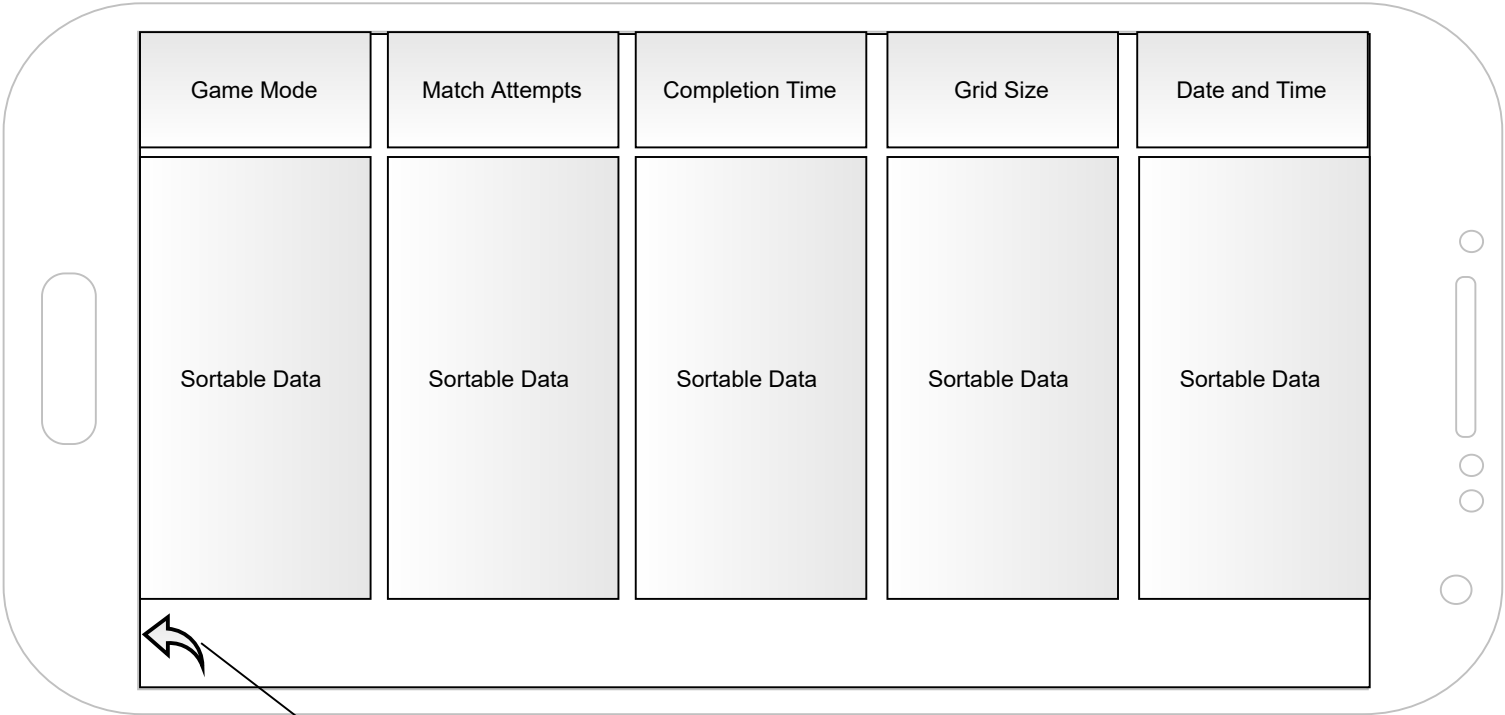 Game Mode
Match Attempts
Completion Time
Grid Size
Date and Time
Sortable Data
Sortable Data
Sortable Data
Sortable Data
Sortable Data